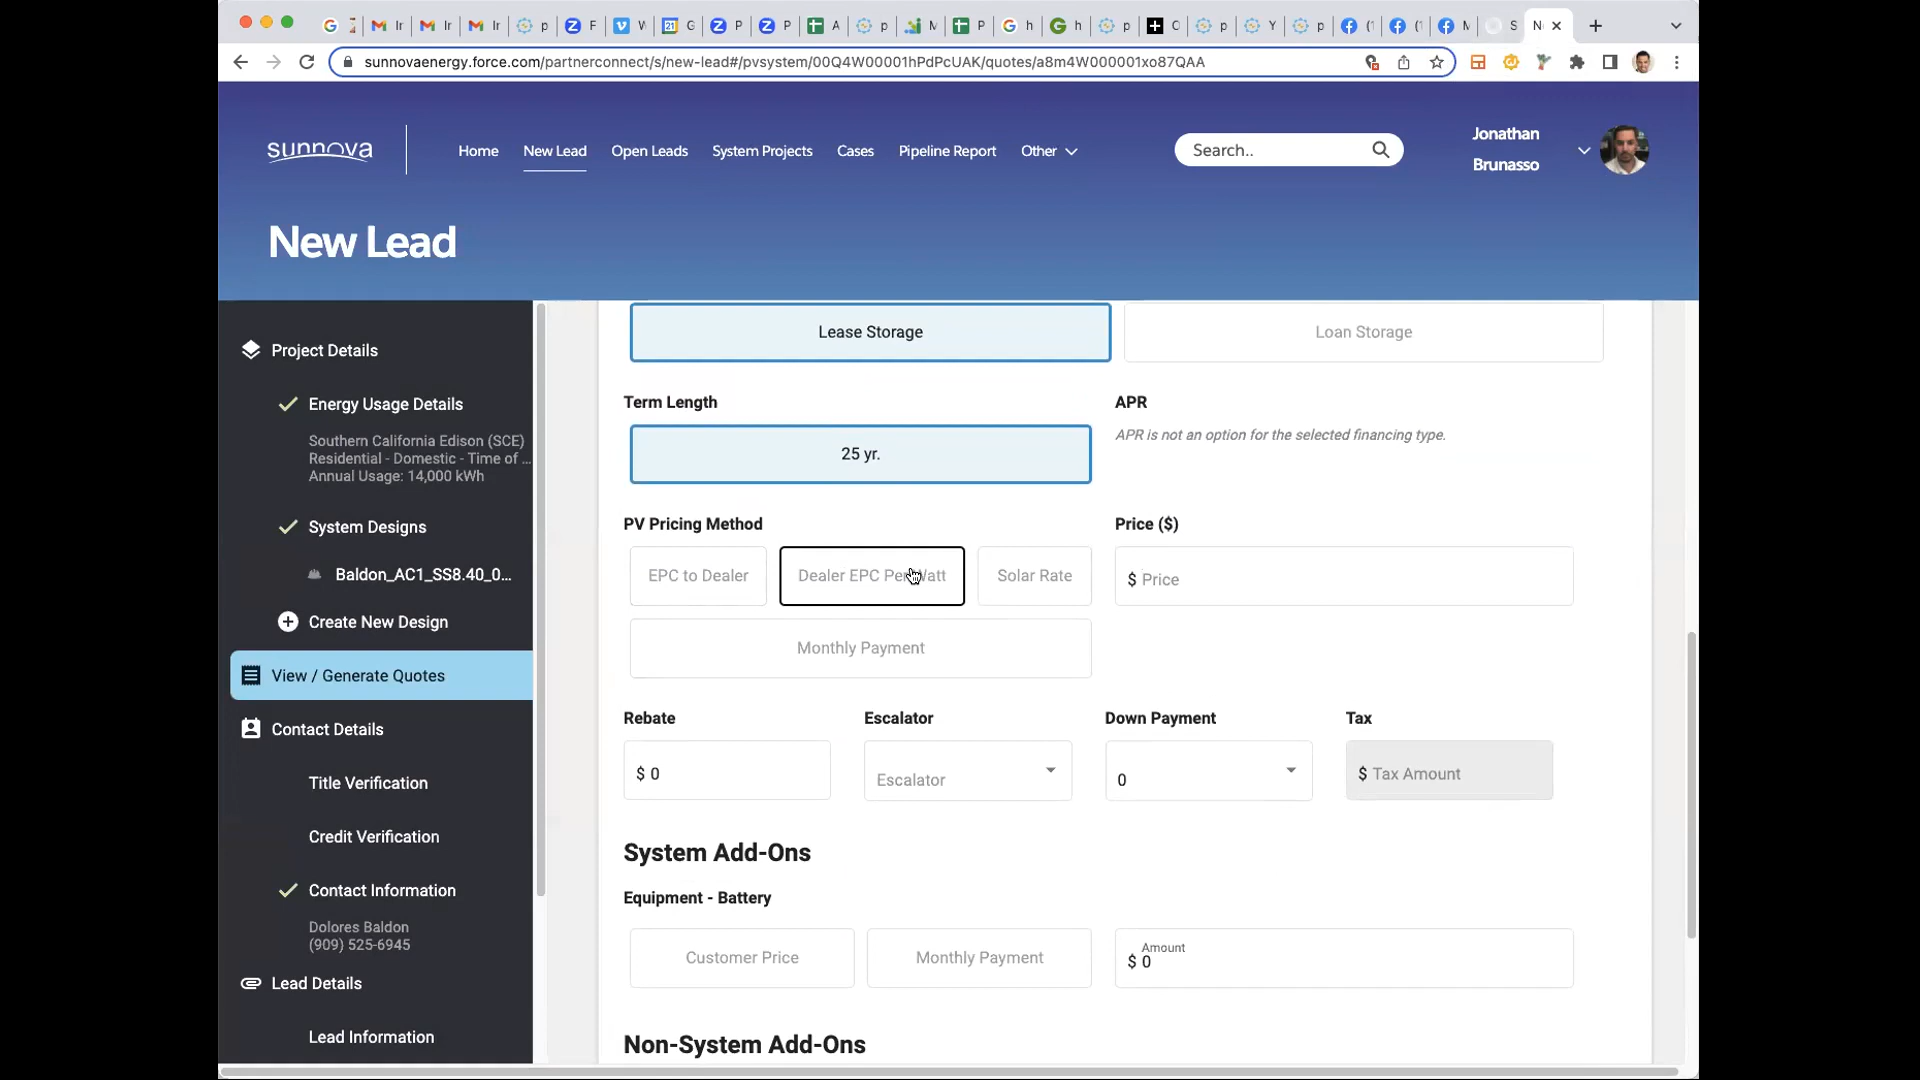 Ir
Ir
Ir
p
F
W
G
P
P
A
p
M
P
h
h
p
C
p
Y
p
(1
(1
M
S
N
sunnovaenergy.force.com/partnerconnect/s/new-lead#/pvsystem/00Q4W00001hPdPcUAK/quotes/a8m4W000001xo87QAA
sunnova
Home
New Lead
Open Leads
System Projects
Cases
Pipeline Report
Other
Search..
Jonathan
Brunasso
New Lead
Project Details
Energy Usage Details
Southern California Edison (SCE)
Residential - Domestic - Time of ...
Annual Usage: 14,000 kWh
System Designs
Baldon_AC1_SS8.40_0...
Create New Design
View / Generate Quotes
Contact Details
Title Verification
Credit Verification
Contact Information
Dolores Baldon
(909) 525-6945
Lead Details
Lead Information
Lease Storage
Loan Storage
Term Length
APR
25 yr.
APR is not an option for the selected financing type.
PV Pricing Method
Price ($)
EPC to Dealer
Dealer EPC Per Watt
Solar Rate
$ Price
Monthly Payment
Rebate
Escalator
Down Payment
Tax
$ 0
Escalator
0
$ Tax Amount
System Add-Ons
Equipment - Battery
Customer Price
Monthly Payment
Amount
$ 0
Non-System Add-Ons